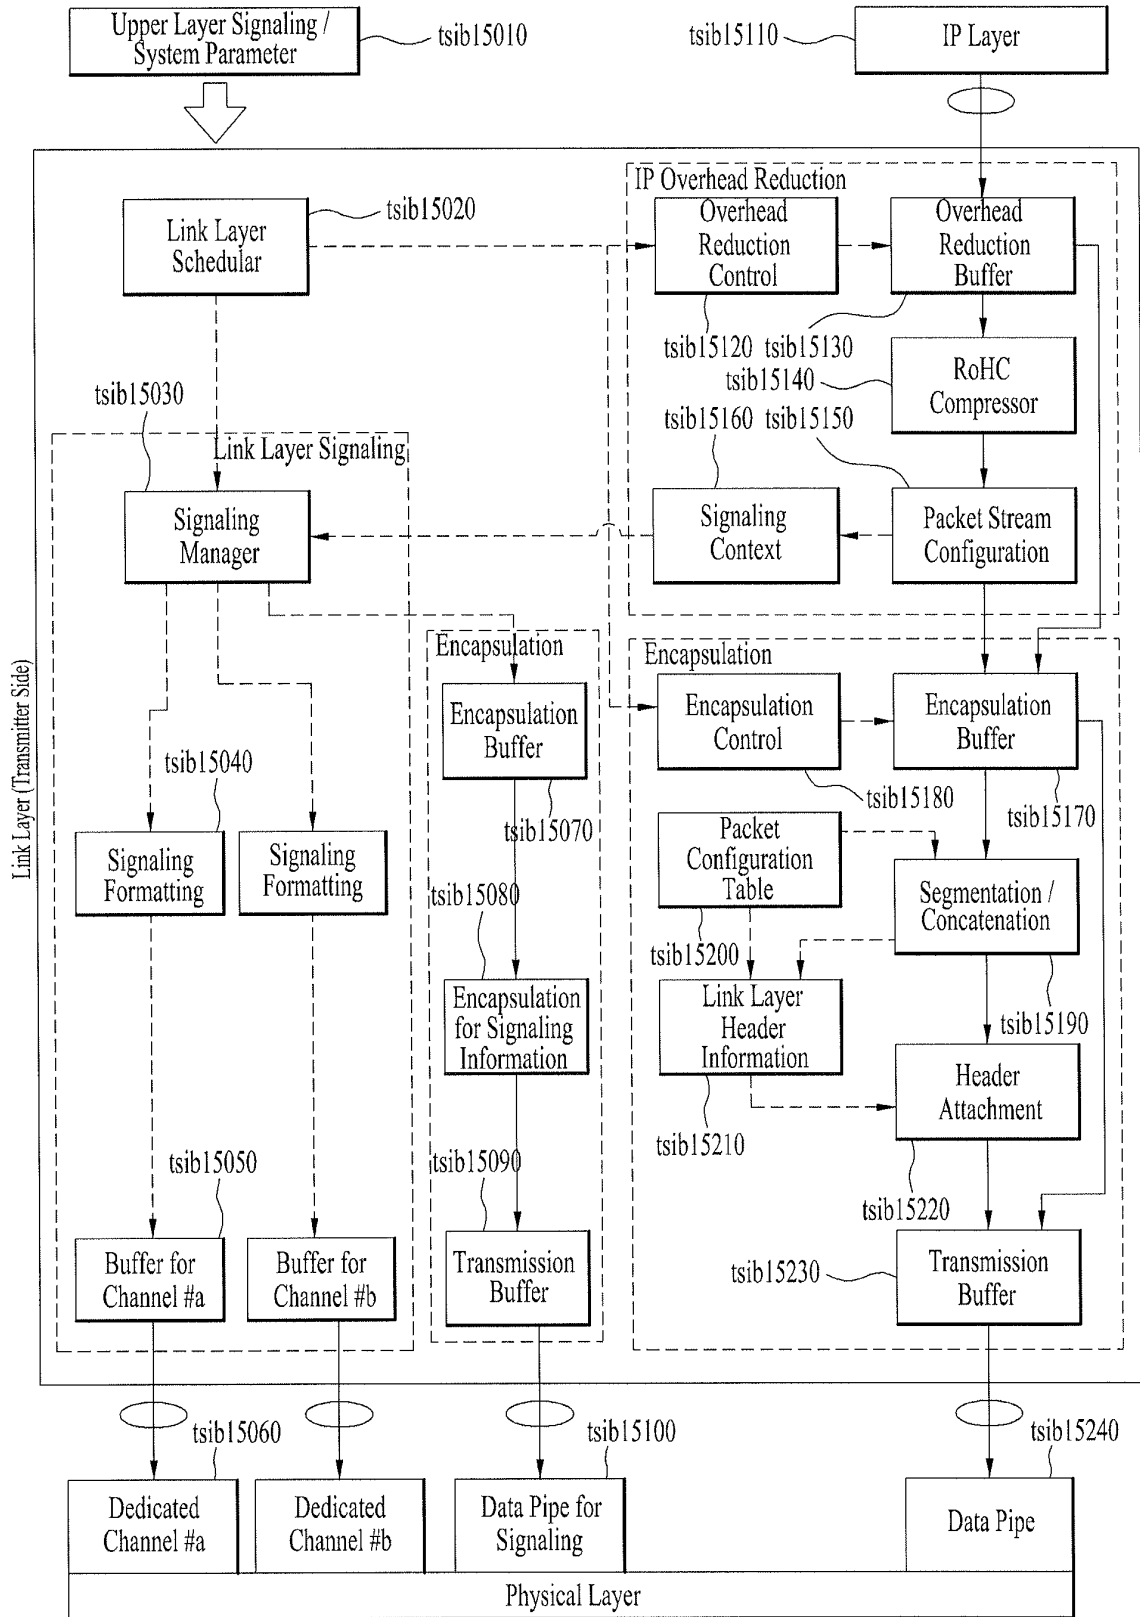 Upper Layer Signaling /
System Parameter
tsib15010
tsib15110
IP Layer
Link Layer (Transmitter Side)
IP Overhead Reduction
Link Layer
Schedular
tsib15020
Overhead
Reduction
Control
Overhead
Reduction
Buffer
tsib15120
tsib15130
tsib15140
RoHC
Compressor
tsib15030
tsib15160
tsib15150
Link Layer Signaling
Signaling
Manager
Signaling
Context
Packet Stream
Configuration
Encapsulation
Encapsulation
Encapsulation
Buffer
Encapsulation
Control
Encapsulation
Buffer
tsib15040
tsib15070
tsib15180
tsib15170
Signaling
Formatting
Signaling
Formatting
Packet
Configuration
Table
Segmentation /
Concatenation
tsib15080
tsib15200
Encapsulation
for Signaling
Information
Link Layer
Header
Information
tsib15190
Header
Attachment
tsib15210
tsib15050
tsib15090
tsib15220
Buffer for
Channel #a
Buffer for
Channel #b
Transmission
Buffer
tsib15230
Transmission
Buffer
tsib15060
tsib15100
tsib15240
Dedicated
Channel #a
Dedicated
Channel #b
Data Pipe for
Signaling
Data Pipe
Physical Layer